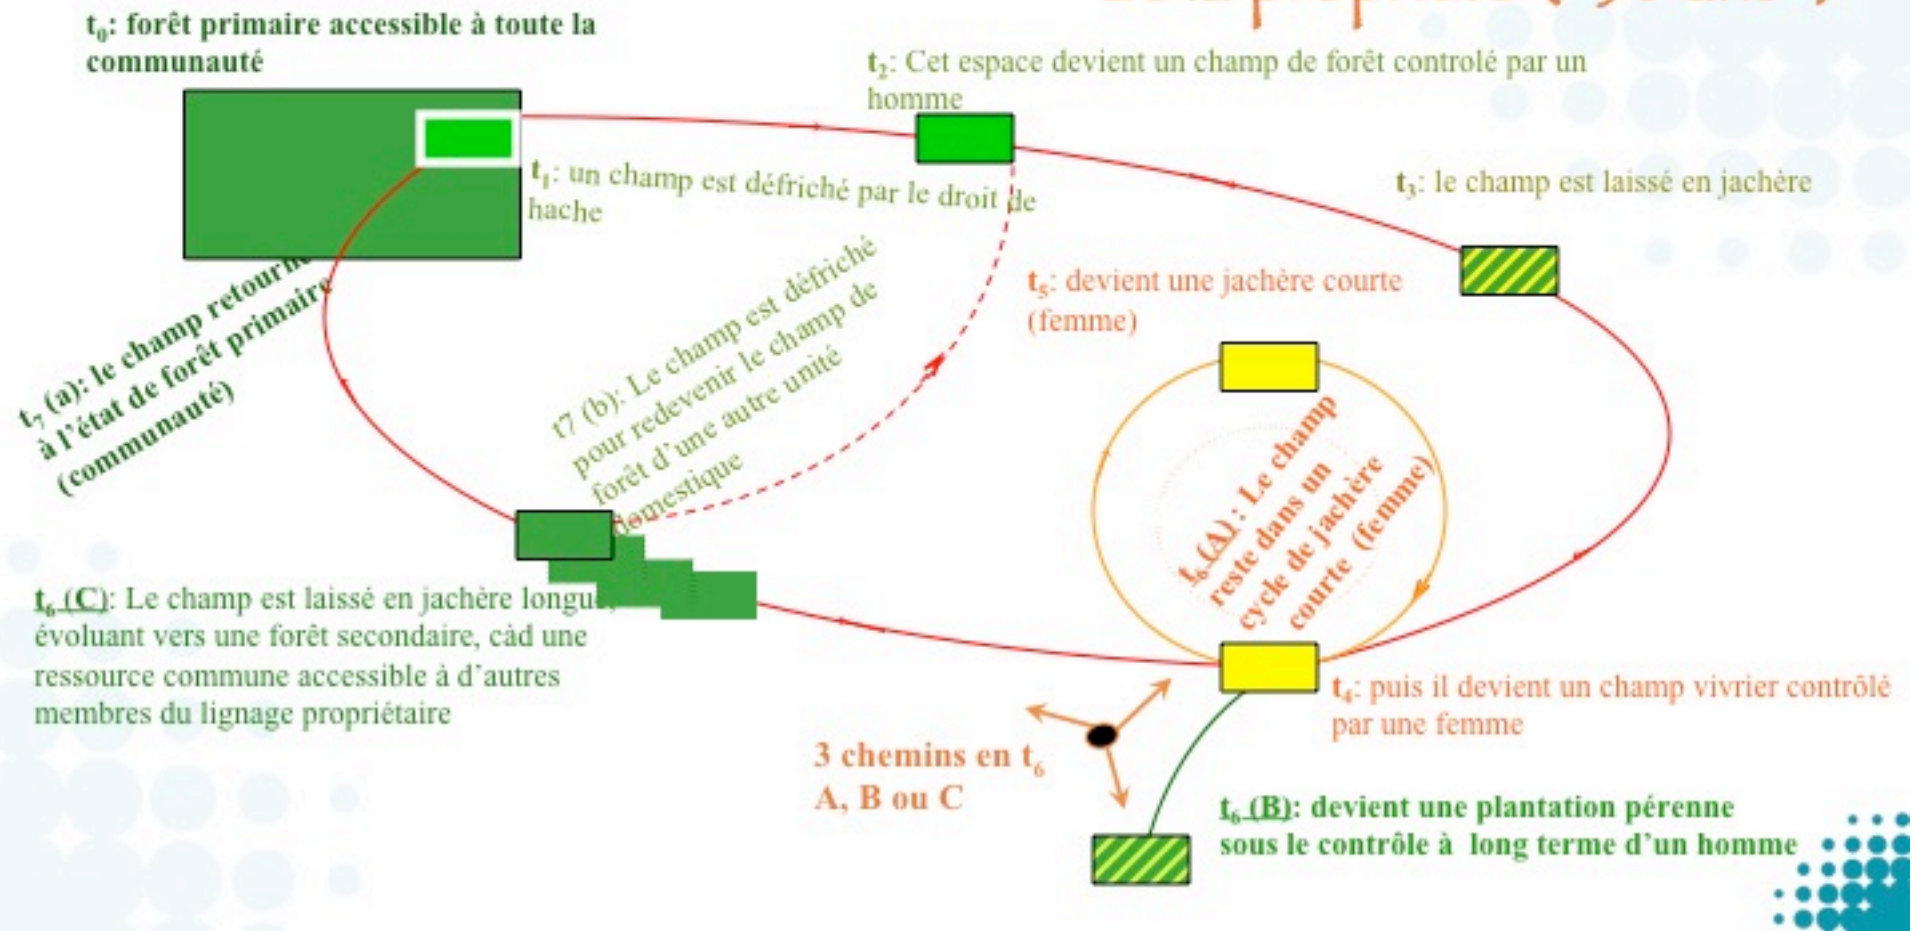 t₀: forêt primaire accessible à toute la
communauté
t₂: Cet espace devient un champ de forêt controlé par un
homme
t₁: un champ est défriché par le droit de
hache
t₃: le champ est laissé en jachère
t₅: devient une jachère courte
(femme)
t₇ (a): le champ retourne
à l'état de forêt primaire
(communauté)
t7 (b): Le champ est défriché
pour redevenir le champ de
forêt d'une autre unité
domestique
t₆ (A) : Le champ
reste dans un
cycle de jachère
courte (femme)
t₆ (C): Le champ est laissé en jachère longue,
évoluant vers une forêt secondaire, càd une
ressource commune accessible à d'autres
membres du lignage propriétaire
t₄: puis il devient un champ vivrier contrôlé
par une femme
3 chemins en t₆
A, B ou C
t₆ (B): devient une plantation pérenne
sous le contrôle à long terme d'un homme